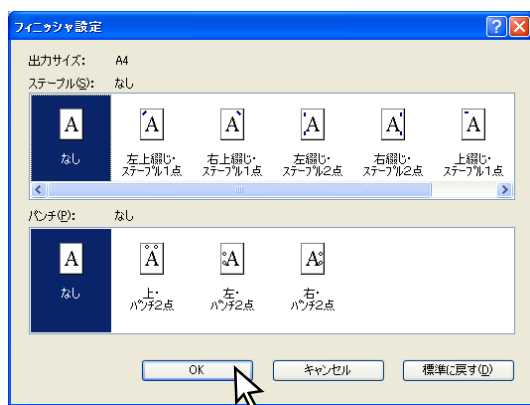 フィニッシャ設定
出力サイズ: A4
ステープル(S): なし
A A A A A A
なし 左上綴じ・ 右上綴じ・ 左綴じ・ 右綴じ・ 上綴じ・
ステープル1点 ステープル1点 ステープル2点 ステープル2点 ステープル1点
パンチ(P): なし
A A A A
なし 上・ 左・ 右・
パンチ2点 パンチ2点 パンチ2点
OK キャンセル 標準に戻す(D)